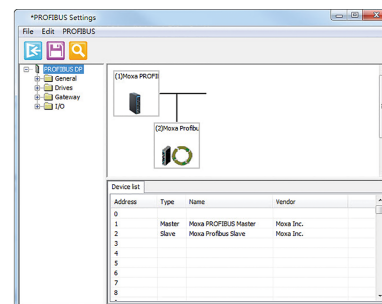 *PROFIBUS Settings
File Edit PROFIBUS
PROFIBUS DP
General
Drives
Gateway
I/O
(1)Moxa PROFI
(2)Moxa Profibu
Device list
Address Type Name Vendor
0
1 Master Moxa PROFIBUS Master Moxa Inc.
2 Slave Moxa Profibus Slave Moxa Inc.
3
4
5
6
7
8